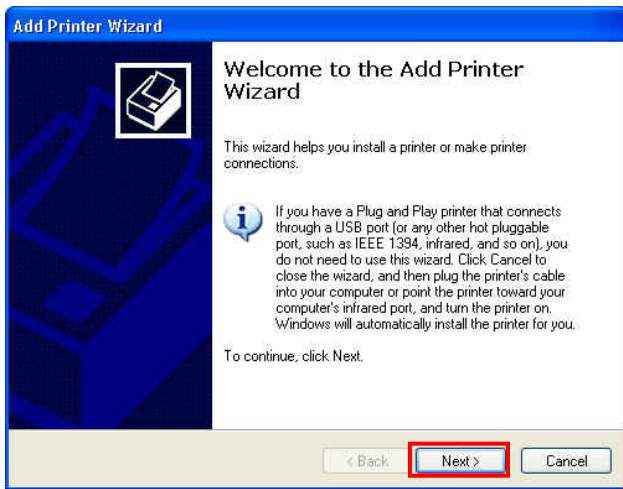 Add Printer Wizard
Welcome to the Add Printer
Wizard
This wizard helps you install a printer or make printer
connections.
If you have a Plug and Play printer that connects
through a USB port (or any other hot pluggable
port, such as IEEE 1394, infrared, and so on), you
do not need to use this wizard. Click Cancel to
close the wizard, and then plug the printer's cable
into your computer or point the printer toward your
computer's infrared port, and turn the printer on.
Windows will automatically install the printer for you.
To continue, click Next.
< Back Next > Cancel